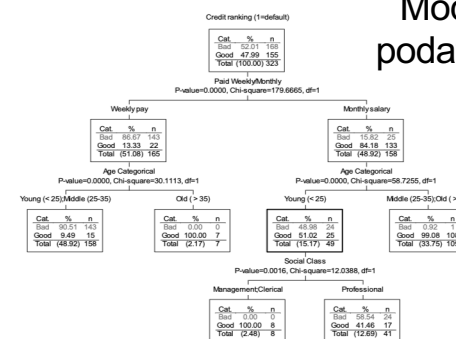 Moc
poda
Credit ranking (1=default)
Cat. % n
Bad 52.01 168
Good 47.99 155
Total (100.00) 323
Paid Weekly/Monthly
P-value=0.0000, Chi-square=179.6665, df=1
Weekly pay
Monthly salary
Cat. % n
Bad 86.67 143
Good 13.33 22
Total (51.08) 165
Cat. % n
Bad 15.82 25
Good 84.18 133
Total (48.92) 158
Age Categorical
P-value=0.0000, Chi-square=30.1113, df=1
Age Categorical
P-value=0.0000, Chi-square=58.7255, df=1
Young (< 25);Middle (25-35)
Old ( > 35)
Young (< 25)
Middle (25-35);Old ( >
Cat. % n
Bad 90.51 143
Good 9.49 15
Total (48.92) 158
Cat. % n
Bad 0.00 0
Good 100.00 7
Total (2.17) 7
Cat. % n
Bad 48.98 24
Good 51.02 25
Total (15.17) 49
Cat. % n
Bad 0.92 1
Good 99.08 108
Total (33.75) 109
Social Class
P-value=0.0016, Chi-square=12.0388, df=1
Management;Clerical
Professional
Cat. % n
Bad 0.00 0
Good 100.00 8
Total (2.48) 8
Cat. % n
Bad 58.54 24
Good 41.46 17
Total (12.69) 41